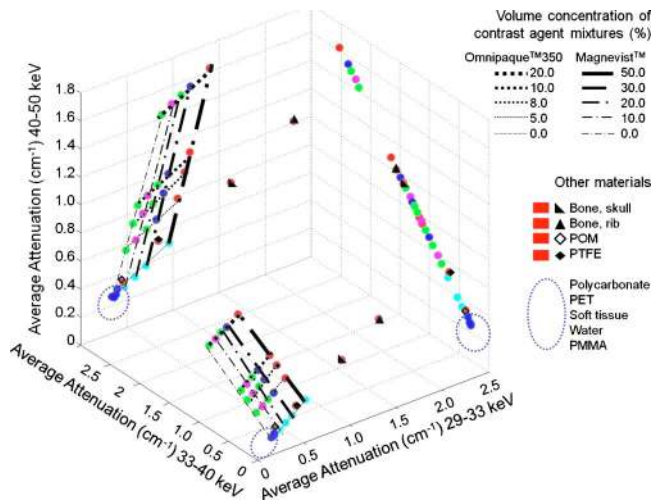 Volume concentration of
contrast agent mixtures (%)
Omnipaque™350 Magnevist™
20.0 50.0
10.0 30.0
8.0 20.0
5.0 10.0
0.0 0.0
Other materials
Bone, skull
Bone, rib
POM
PTFE
Polycarbonate
PET
Soft tissue
Water
PMMA
1.8
1.6
1.4
1.2
1.0
0.8
0.6
0.4
0.2
0
Average Attenuation (cm⁻¹) 40-50 keV
2.5
2
1.5
1.0
0.5
0
Average Attenuation (cm⁻¹) 33-40 keV
0
0.5
1.0
1.5
2.0
2.5
Average Attenuation (cm⁻¹) 29-33 keV